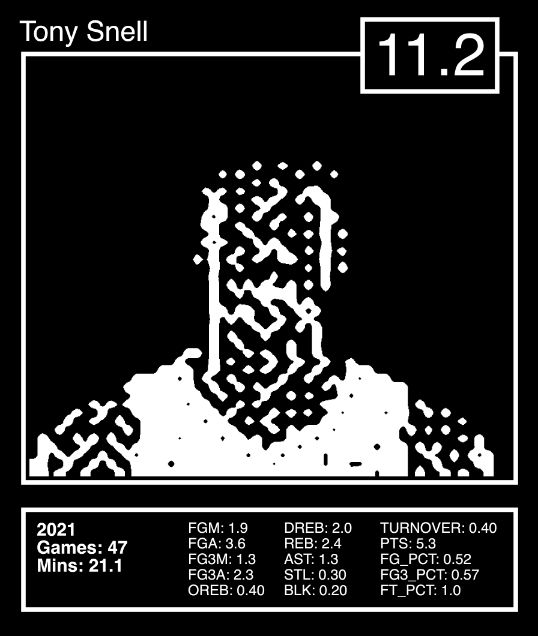 Tony Snell
11.2
2021
Games: 47
Mins: 21.1
FGM: 1.9
FGA: 3.6
FG3M: 1.3
FG3A: 2.3
OREB: 0.40
DREB: 2.0
REB: 2.4
AST: 1.3
STL: 0.30
BLK: 0.20
TURNOVER: 0.40
PTS: 5.3
FG_PCT: 0.52
FG3_PCT: 0.57
FT_PCT: 1.0